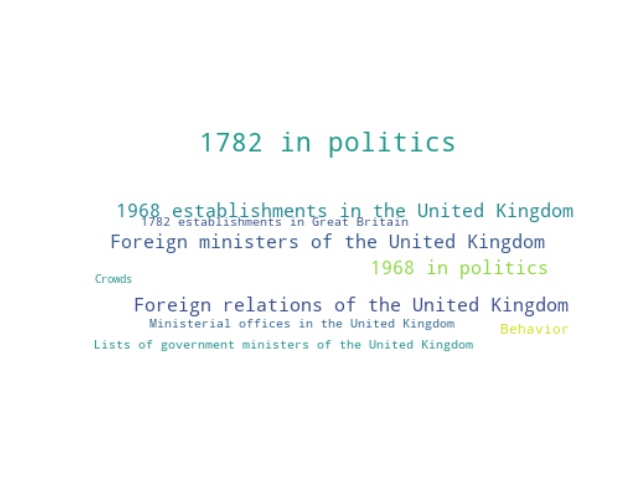 1782 in politics
1968 establishments in the United Kingdom
1782 establishments in Great Britain
Foreign ministers of the United Kingdom
1968 in politics
Crowds
Foreign relations of the United Kingdom
Ministerial offices in the United Kingdom
Behavior
Lists of government ministers of the United Kingdom